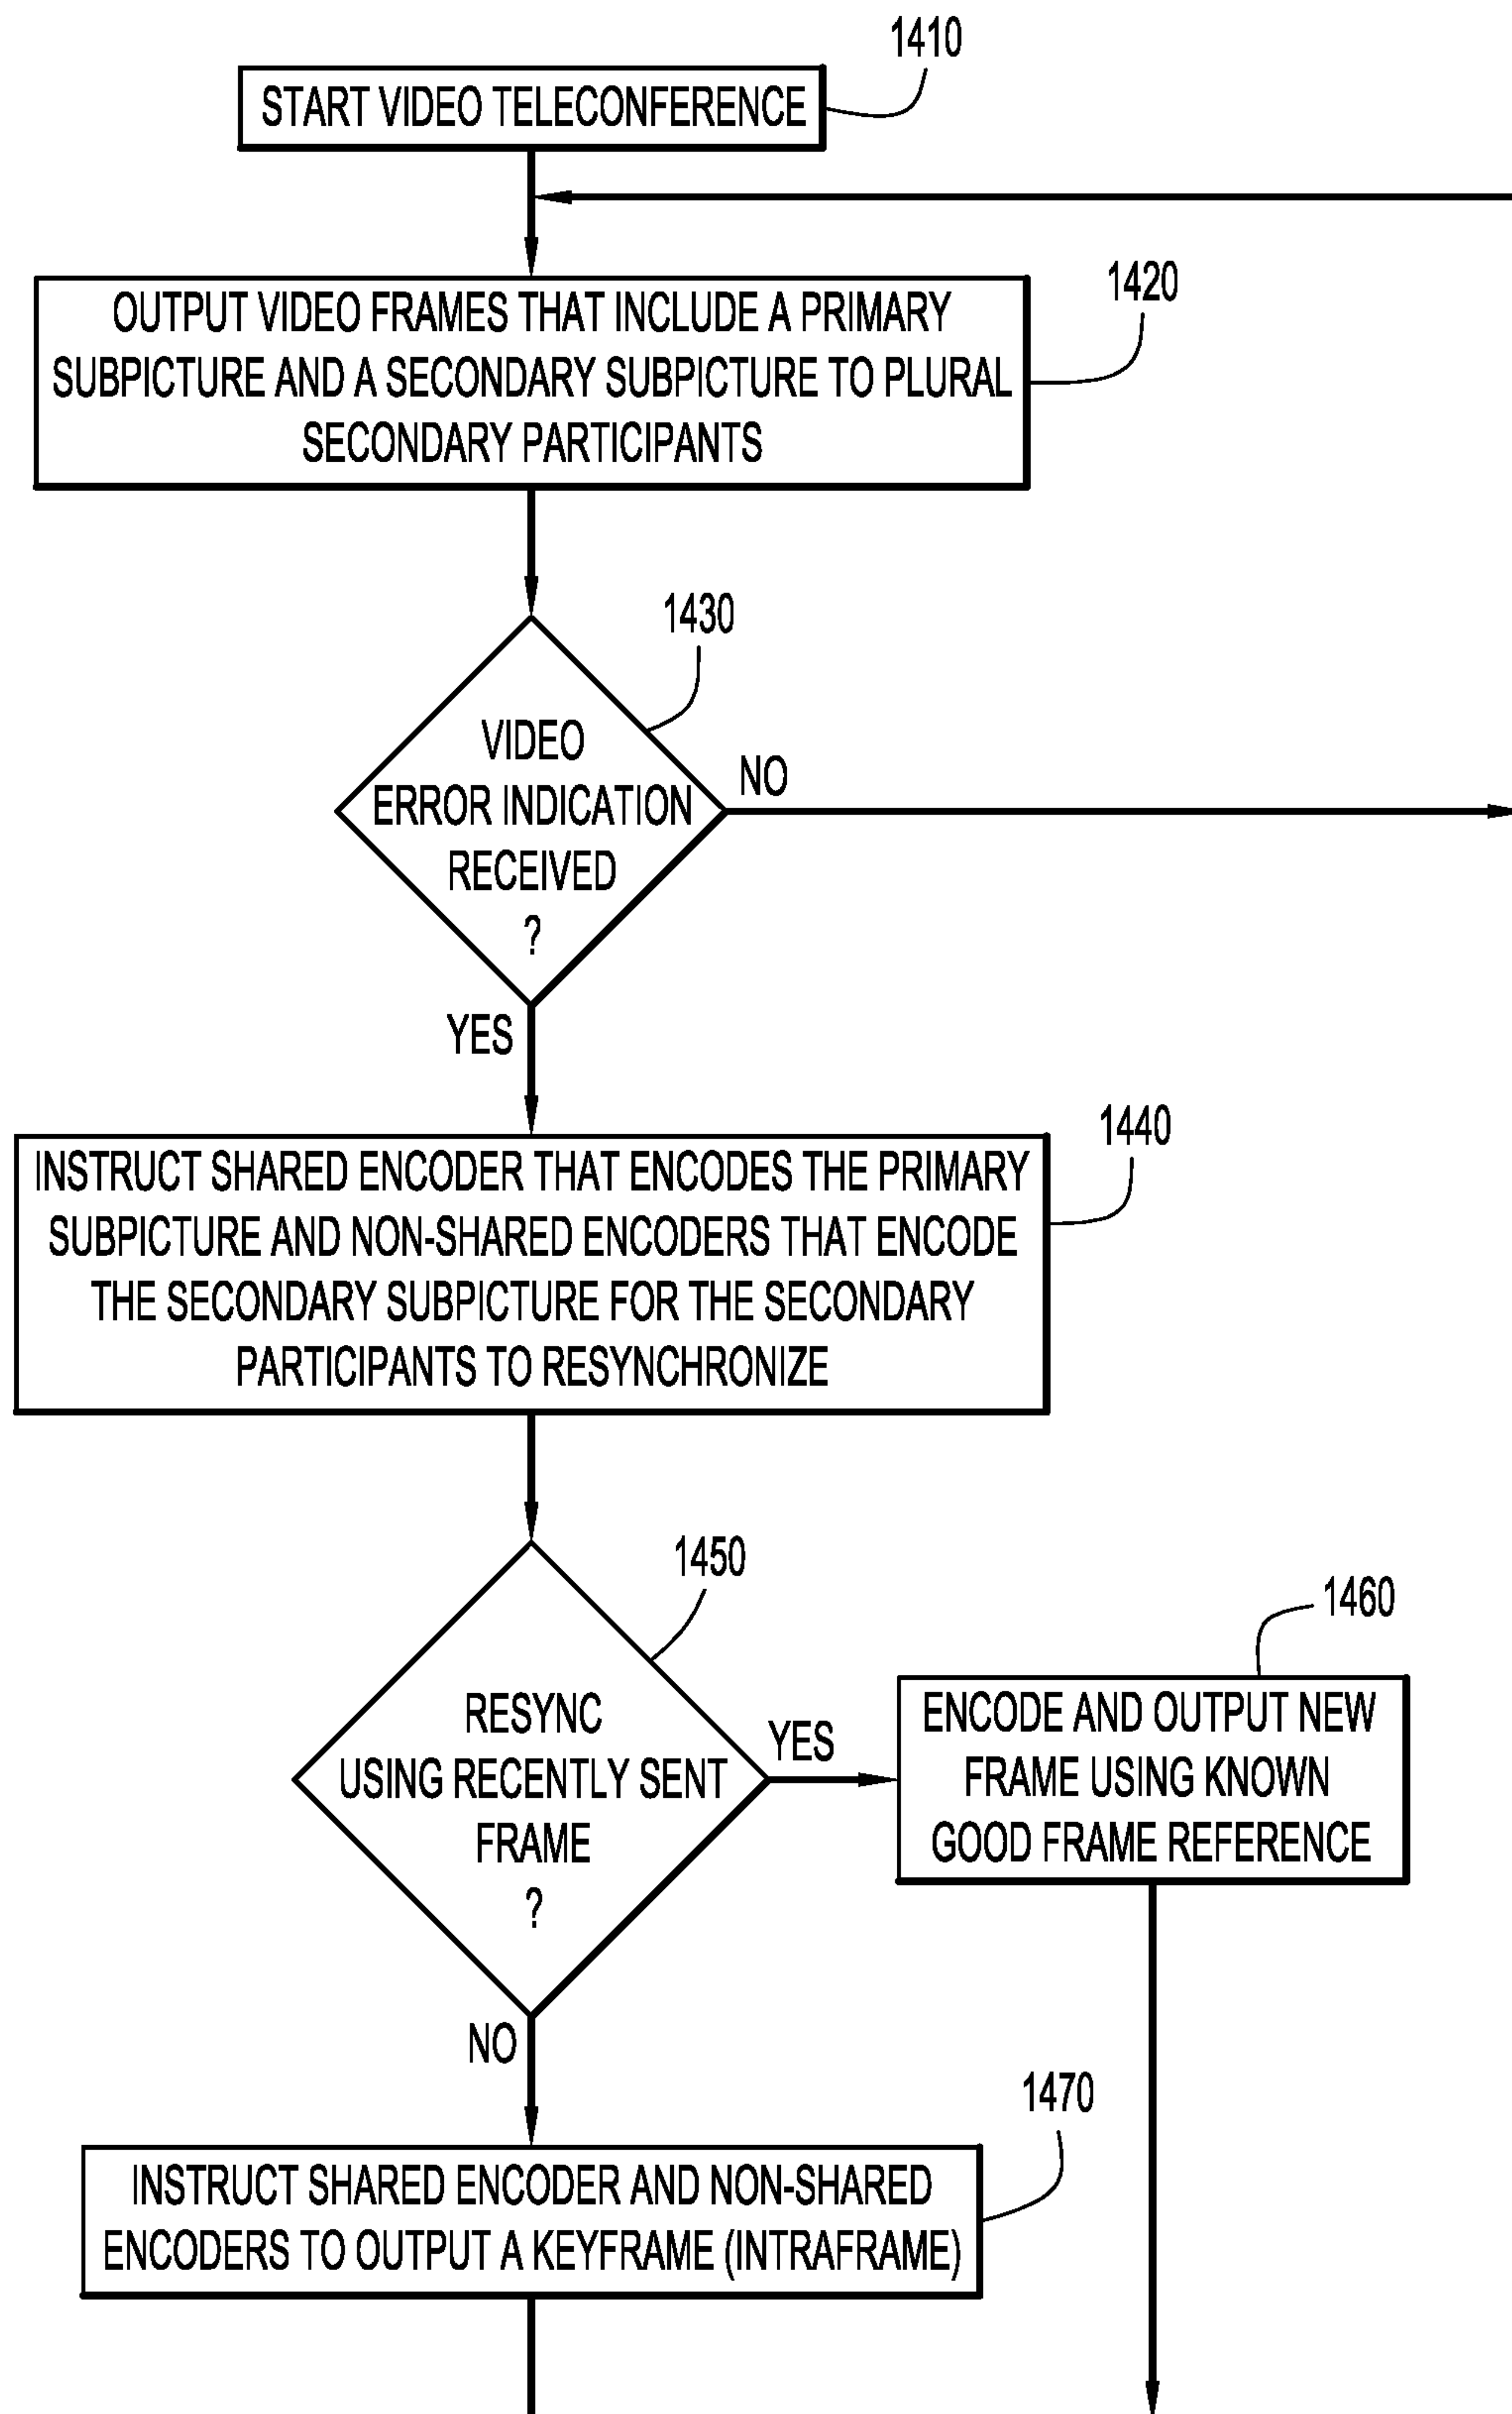 1410
START VIDEO TELECONFERENCE
1420
OUTPUT VIDEO FRAMES THAT INCLUDE A PRIMARY
SUBPICTURE AND A SECONDARY SUBPICTURE TO PLURAL
SECONDARY PARTICIPANTS
1430
VIDEO
ERROR INDICATION
RECEIVED
?
NO
YES
1440
INSTRUCT SHARED ENCODER THAT ENCODES THE PRIMARY
SUBPICTURE AND NON-SHARED ENCODERS THAT ENCODE
THE SECONDARY SUBPICTURE FOR THE SECONDARY
PARTICIPANTS TO RESYNCHRONIZE
1450
RESYNC
USING RECENTLY SENT
FRAME
?
YES
1460
ENCODE AND OUTPUT NEW
FRAME USING KNOWN
GOOD FRAME REFERENCE
NO
1470
INSTRUCT SHARED ENCODER AND NON-SHARED
ENCODERS TO OUTPUT A KEYFRAME (INTRAFRAME)